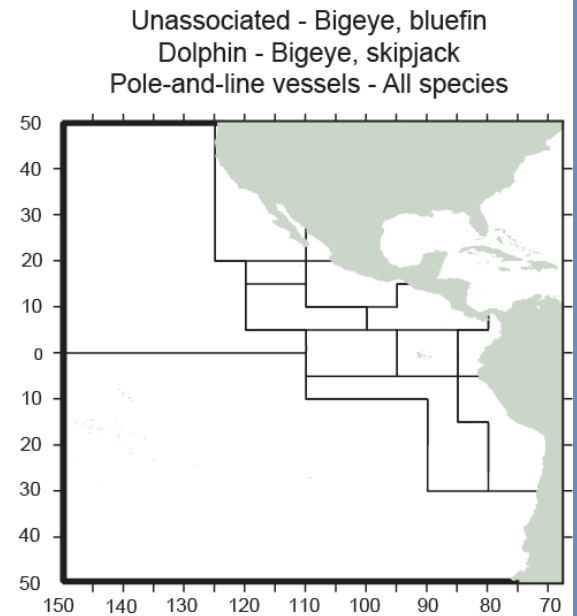 Unassociated - Bigeye, bluefin
Dolphin - Bigeye, skipjack
Pole-and-line vessels - All species
50
40
30
20
10
0
10
20
30
40
50
150 140 130 120 110 100 90 80 70